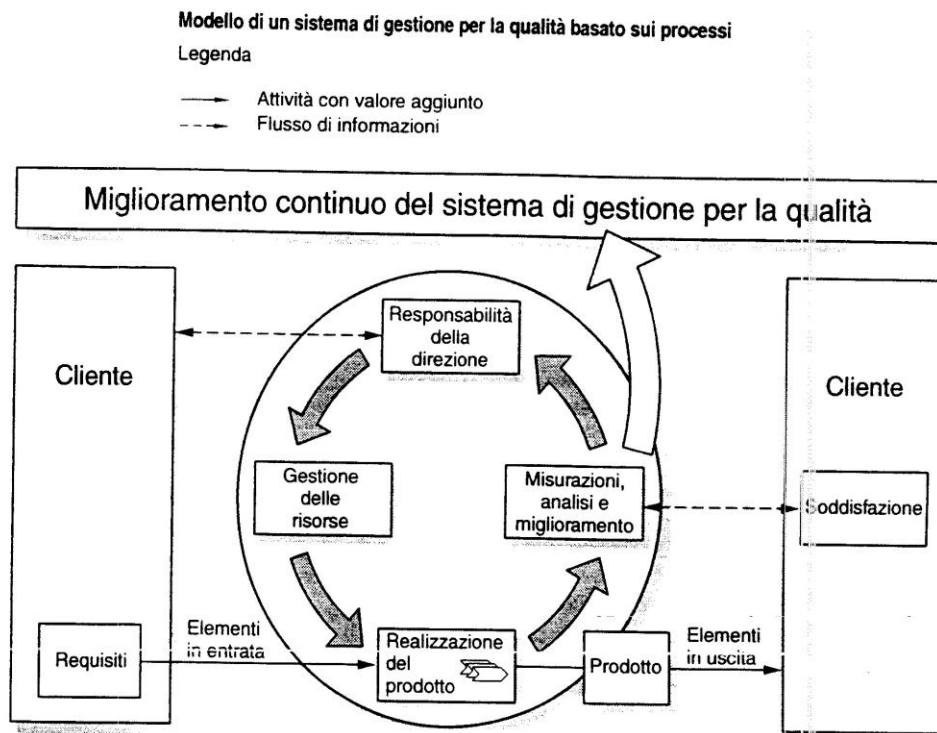 Modello di un sistema di gestione per la qualità basato sui processi
Legenda
Attività con valore aggiunto
Flusso di informazioni
Miglioramento continuo del sistema di gestione per la qualità
Cliente
Responsabilità
della
direzione
Cliente
Gestione
delle
risorse
Misurazioni,
analisi e
miglioramento
Soddisfazione
Requisiti
Elementi
in entrata
Realizzazione
del
prodotto
Prodotto
Elementi
in uscita